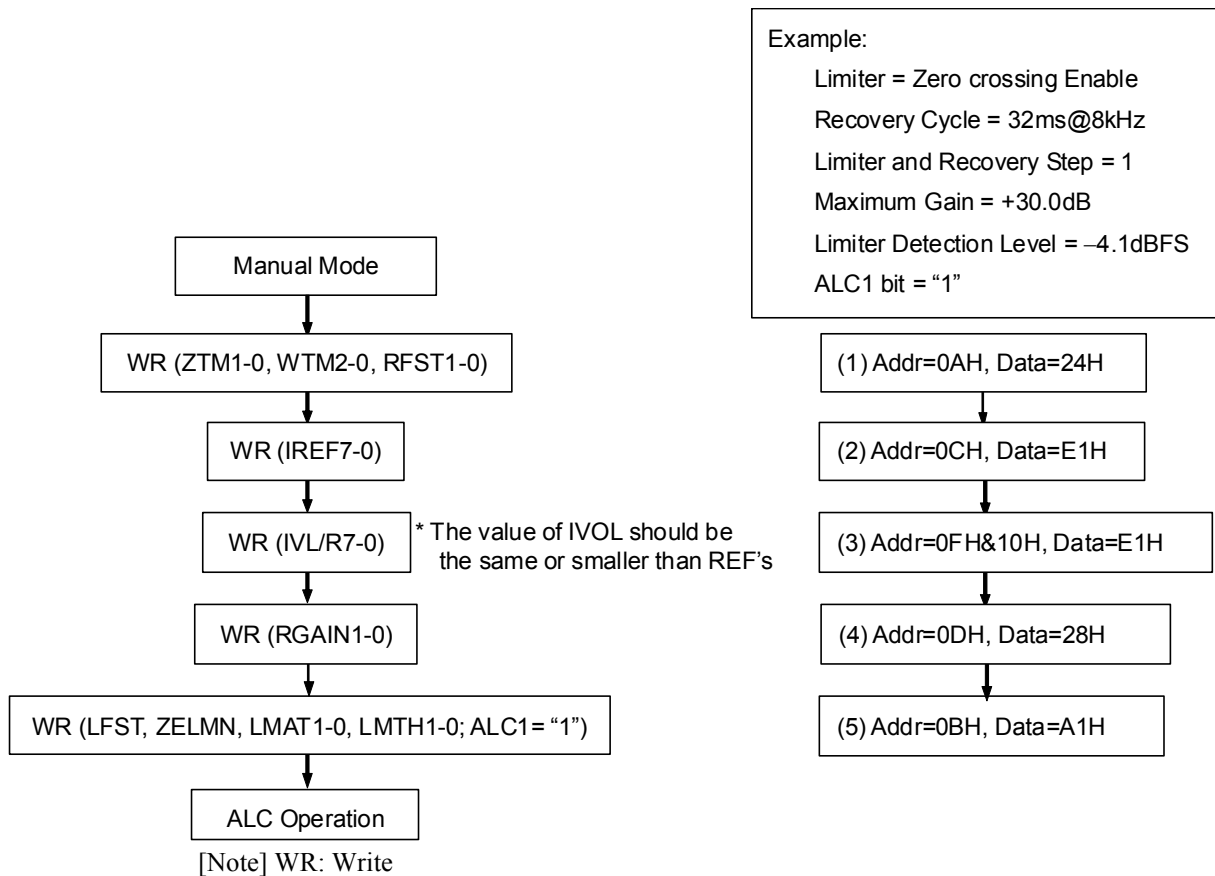 Example:
Limiter = Zero crossing Enable
Recovery Cycle = 32ms@8kHz
Limiter and Recovery Step = 1
Maximum Gain = +30.0dB
Limiter Detection Level = −4.1dBFS
ALC1 bit = “1”
Manual Mode
WR (ZTM1-0, WTM2-0, RFST1-0)
WR (IREF7-0)
WR (IVL/R7-0)
* The value of IVOL should be
the same or smaller than REF’s
WR (RGAIN1-0)
WR (LFST, ZELMN, LMAT1-0, LMTH1-0; ALC1= “1”)
ALC Operation
[Note] WR: Write
(1) Addr=0AH, Data=24H
(2) Addr=0CH, Data=E1H
(3) Addr=0FH&10H, Data=E1H
(4) Addr=0DH, Data=28H
(5) Addr=0BH, Data=A1H